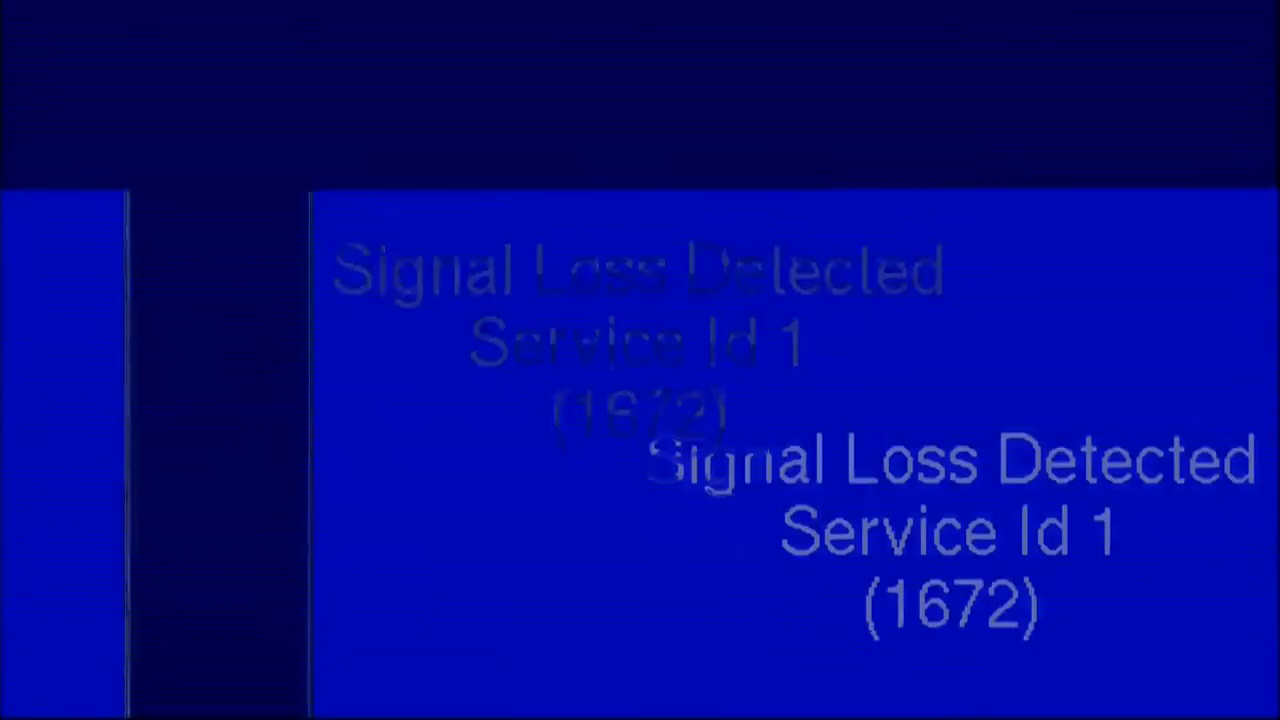 Signal Loss Detected
Service Id 1
(1672)
Signal Loss Detected
Service Id 1
(1672)